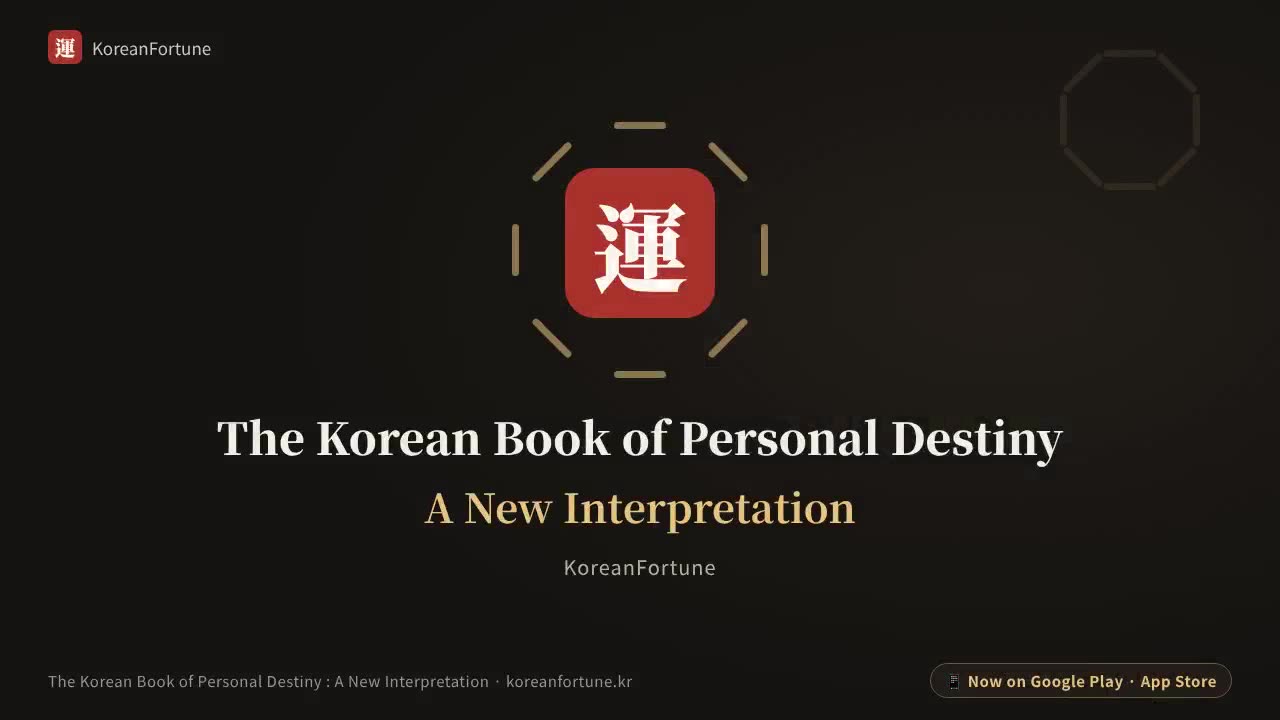 運 KoreanFortune
運
The Korean Book of Personal Destiny
A New Interpretation
KoreanFortune
The Korean Book of Personal Destiny : A New Interpretation · koreanfortune.kr
📱 Now on Google Play · App Store